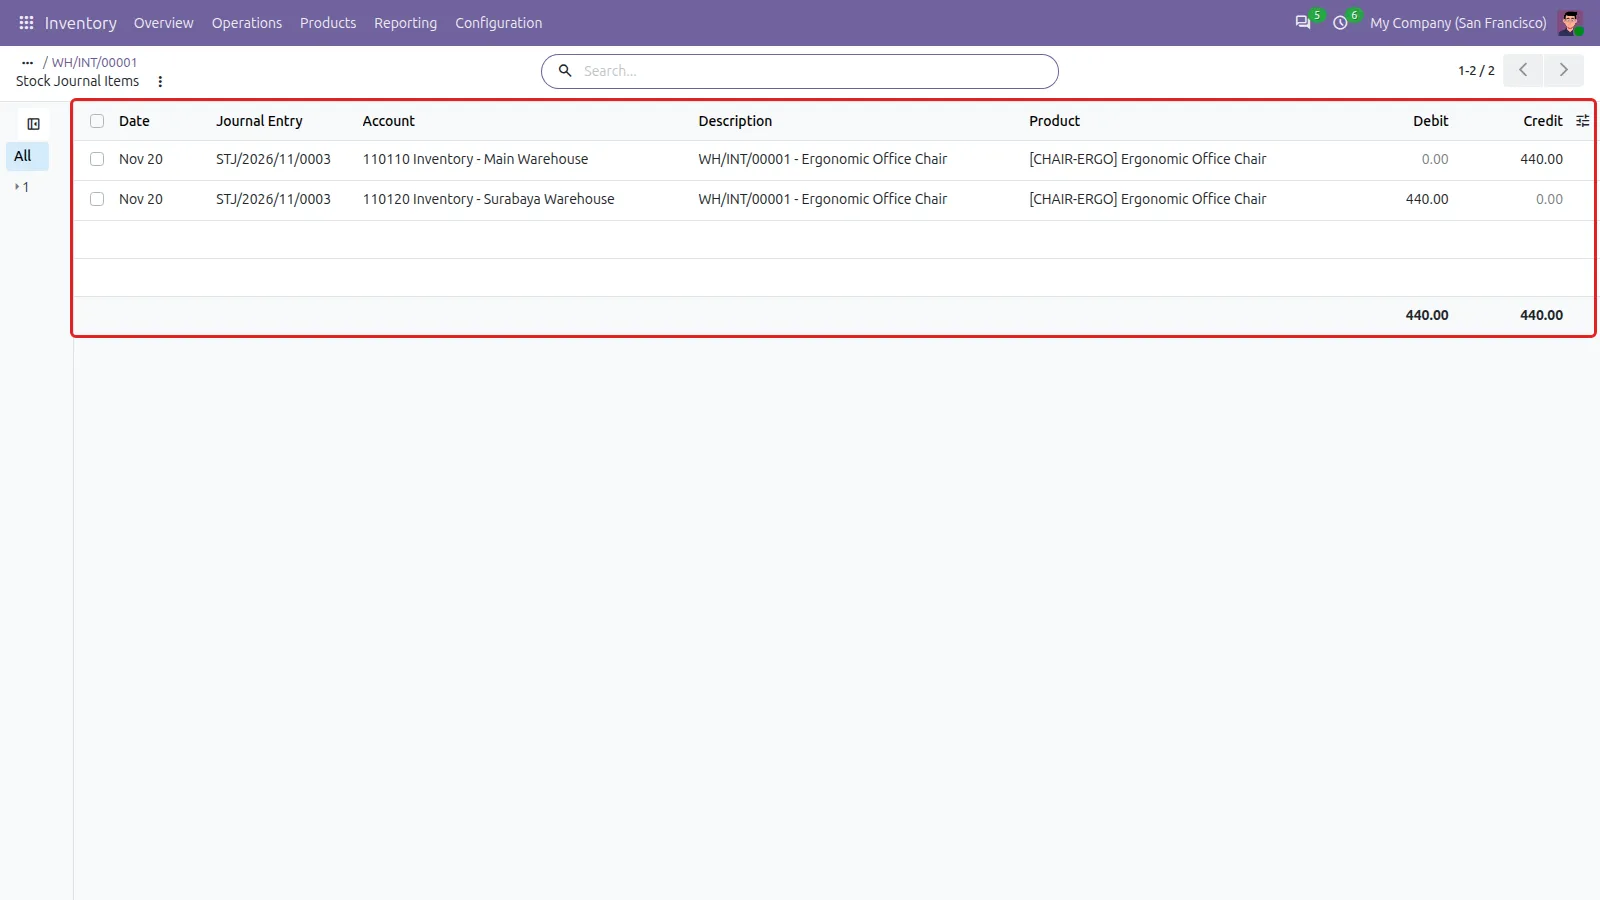 Inventory Overview Operations Products Reporting Configuration 5 6 My Company (San Francisco)
... / WH/INT/00001
Stock Journal Items
Search...
1-2 / 2
Date Journal Entry Account Description Product Debit Credit
All
Nov 20 STJ/2026/11/0003 110110 Inventory - Main Warehouse WH/INT/00001 - Ergonomic Office Chair [CHAIR-ERGO] Ergonomic Office Chair 0.00 440.00
1
Nov 20 STJ/2026/11/0003 110120 Inventory - Surabaya Warehouse WH/INT/00001 - Ergonomic Office Chair [CHAIR-ERGO] Ergonomic Office Chair 440.00 0.00
440.00 440.00